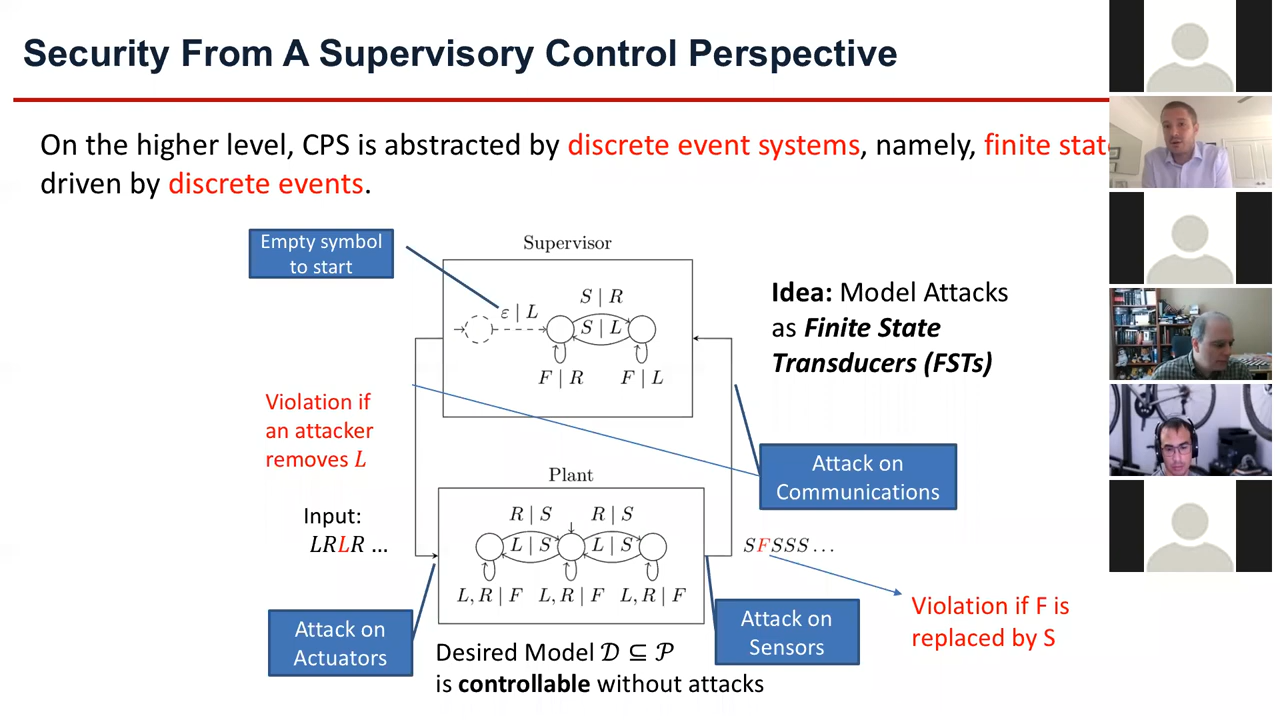 Security From A Supervisory Control Perspective
On the higher level, CPS is abstracted by discrete event systems, namely, finite state
driven by discrete events.
Empty symbol
to start
Supervisor
ε | L
S | R
S | L
F | R
F | L
Idea: Model Attacks
as Finite State
Transducers (FSTs)
Violation if
an attacker
removes L
Attack on
Communications
Plant
Input:
LRLRR ...
R | S
R | S
L | S
L | S
L, R | F
L, R | F
L, R | F
SFSSS ...
Violation if F is
replaced by S
Attack on
Actuators
Attack on
Sensors
Desired Model 𝒟 ⊆ 𝒫
is controllable without attacks